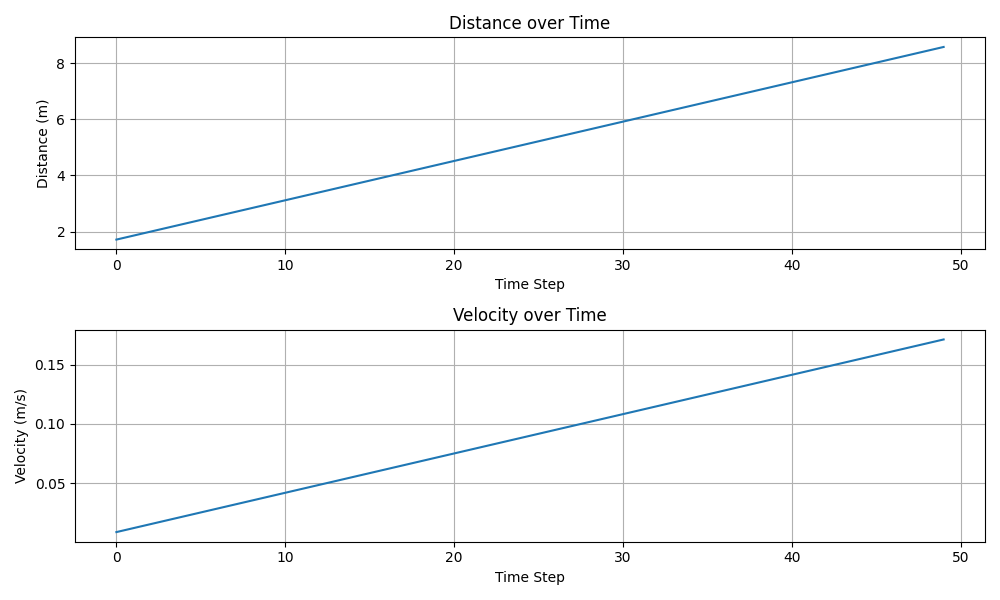 Distance over Time
8
6
4
2
Distance (m)
0 10 20 30 40 50
Time Step
Velocity over Time
0.15
0.10
0.05
Velocity (m/s)
0 10 20 30 40 50
Time Step